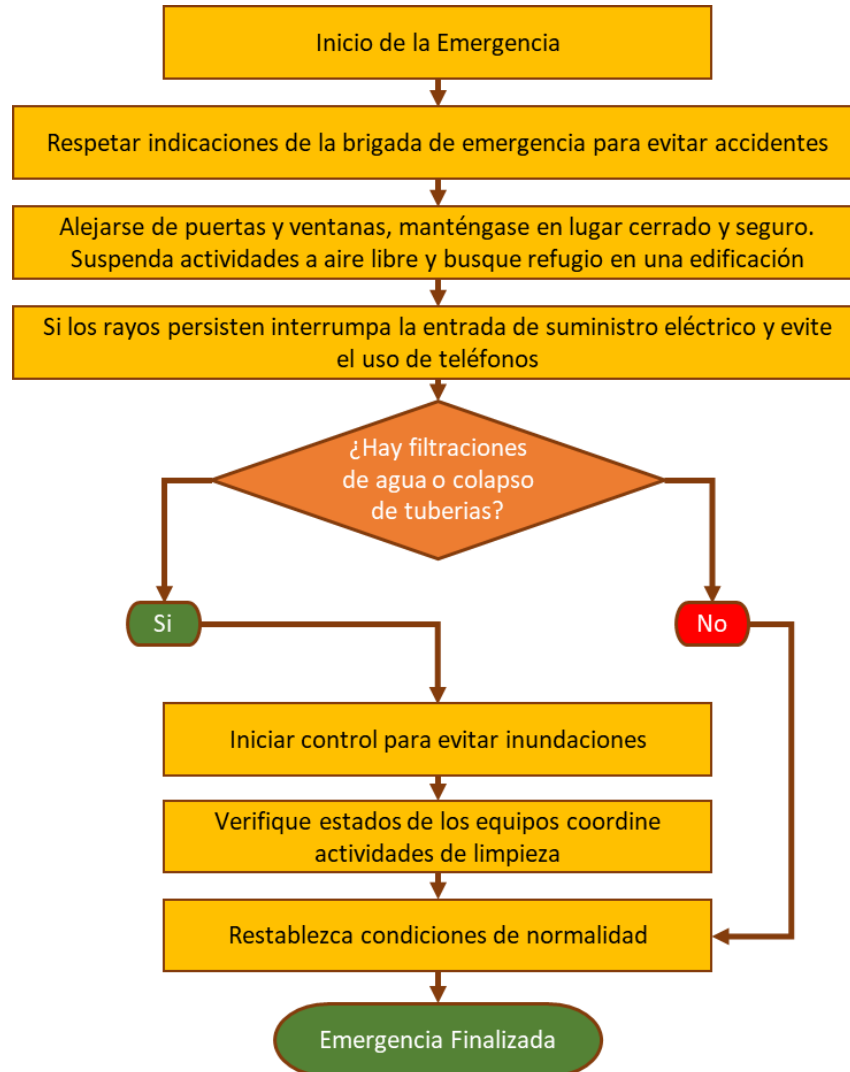 Inicio de la Emergencia
Respetar indicaciones de la brigada de emergencia para evitar accidentes
Alejarse de puertas y ventanas, manténgase en lugar cerrado y seguro.
Suspenda actividades a aire libre y busque refugio en una edificación
Si los rayos persisten interrumpa la entrada de suministro eléctrico y evite
el uso de teléfonos
¿Hay filtraciones
de agua o colapso
de tuberias?
Si
No
Iniciar control para evitar inundaciones
Verifique estados de los equipos coordine
actividades de limpieza
Restablezca condiciones de normalidad
Emergencia Finalizada